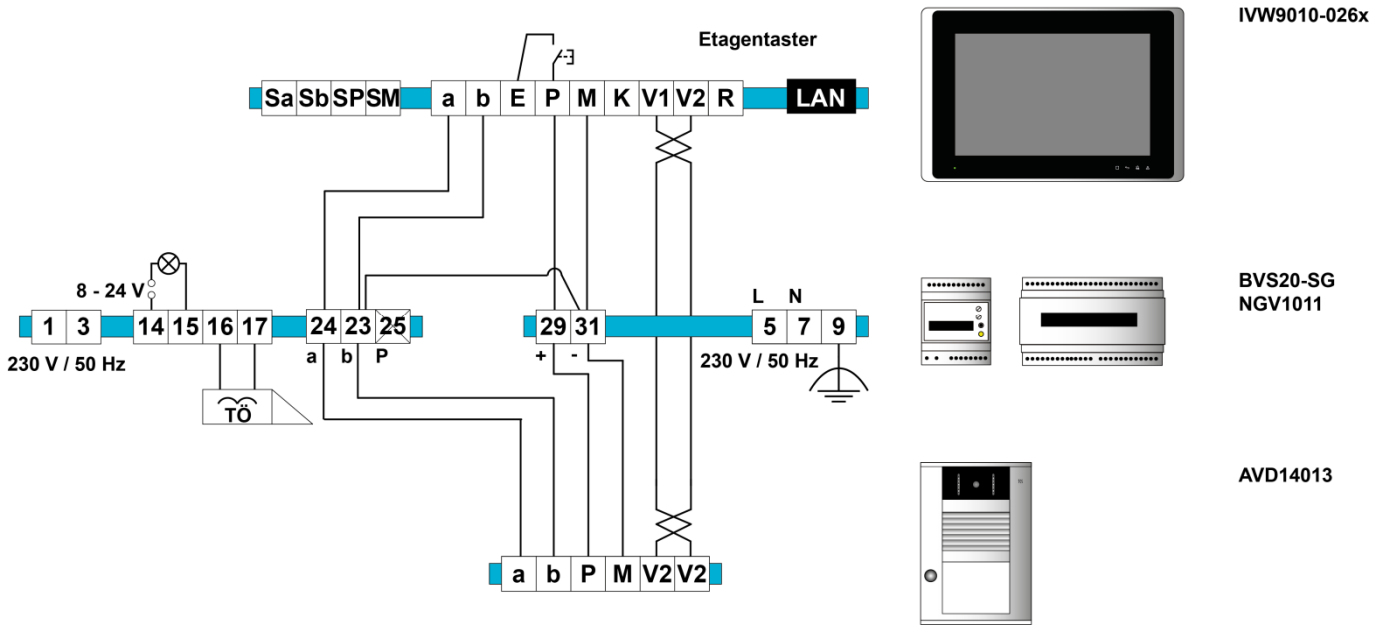 Etagentaster
IVW9010-026x
Sa Sb SP SM a b E P M K V1 V2 R LAN
8 - 24 V
L N
BVS20-SG
NGV1011
1 3 14 15 16 17 24 23 25 29 31 5 7 9
230 V / 50 Hz a b P + - 230 V / 50 Hz
TÖ
AVD14013
a b P M V2 V2